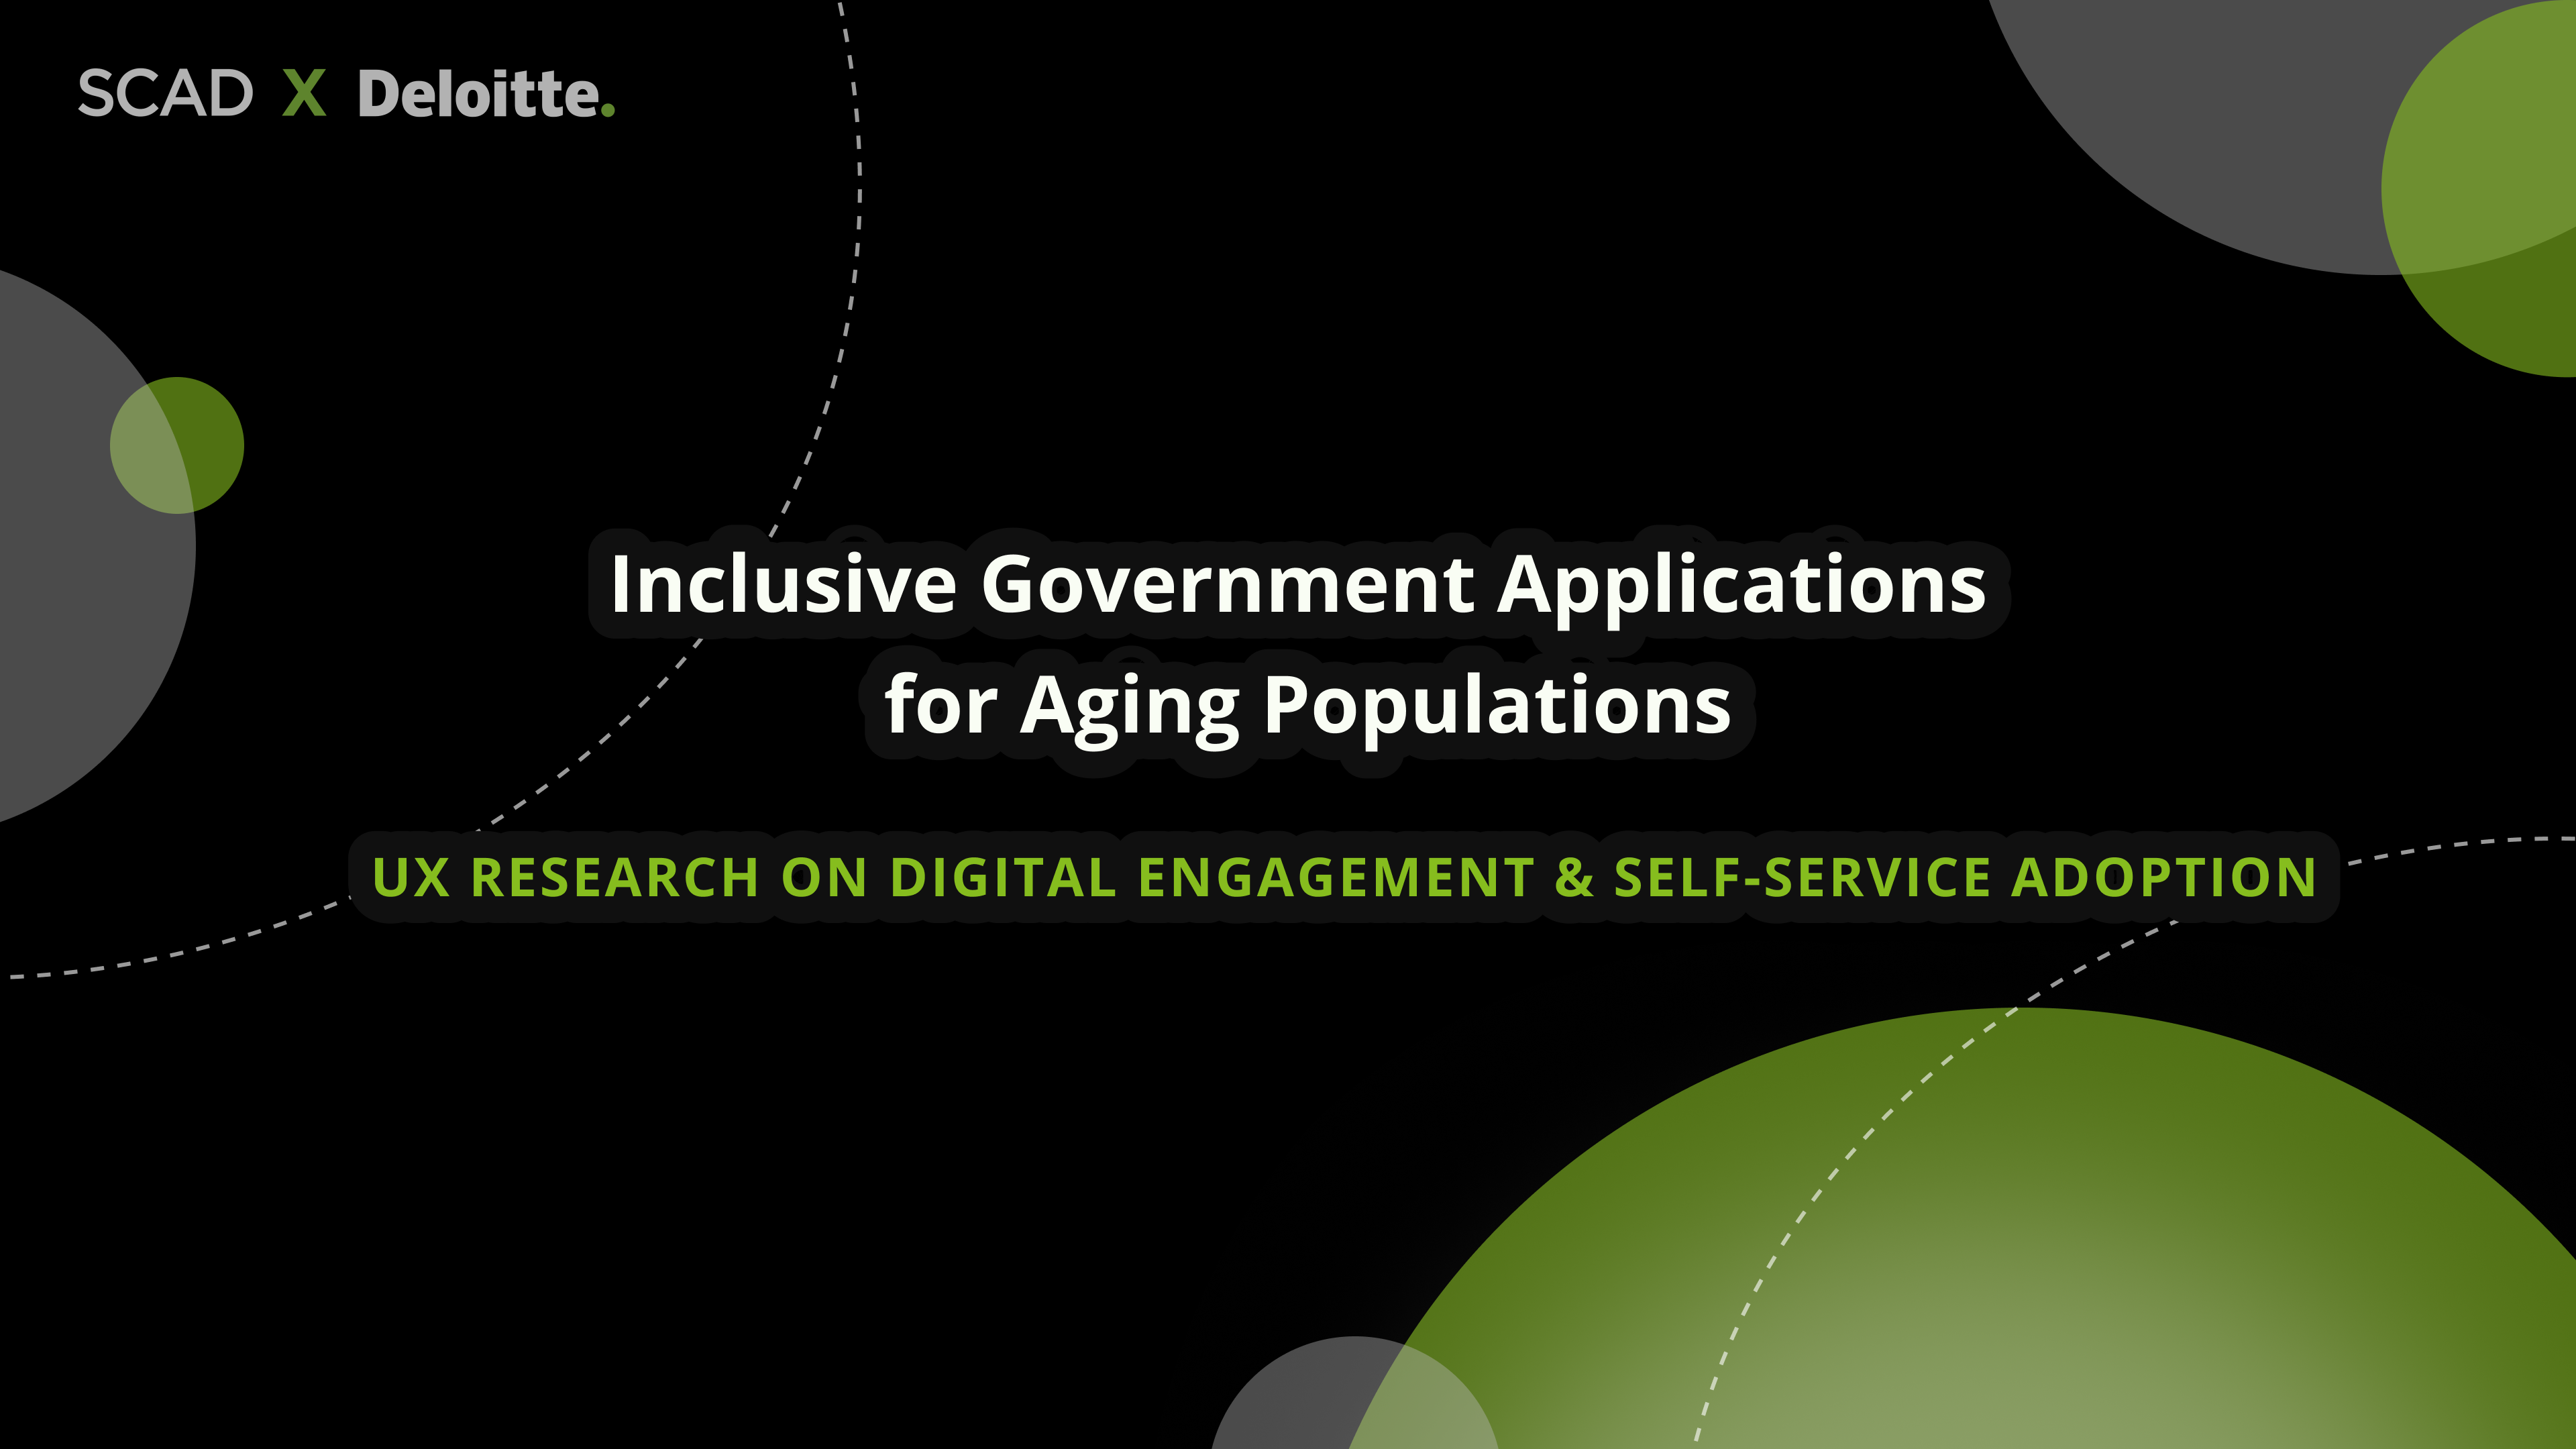 SCAD X Deloitte.
Inclusive Government Applications
for Aging Populations
UX RESEARCH ON DIGITAL ENGAGEMENT & SELF-SERVICE ADOPTION